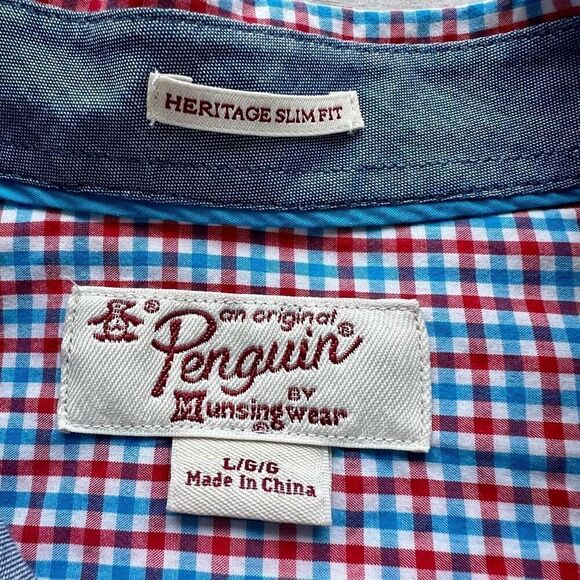 HERITAGE SLIM FIT
an original
Penguin®
BY
Munsingwear
®
L/G/G
Made In China